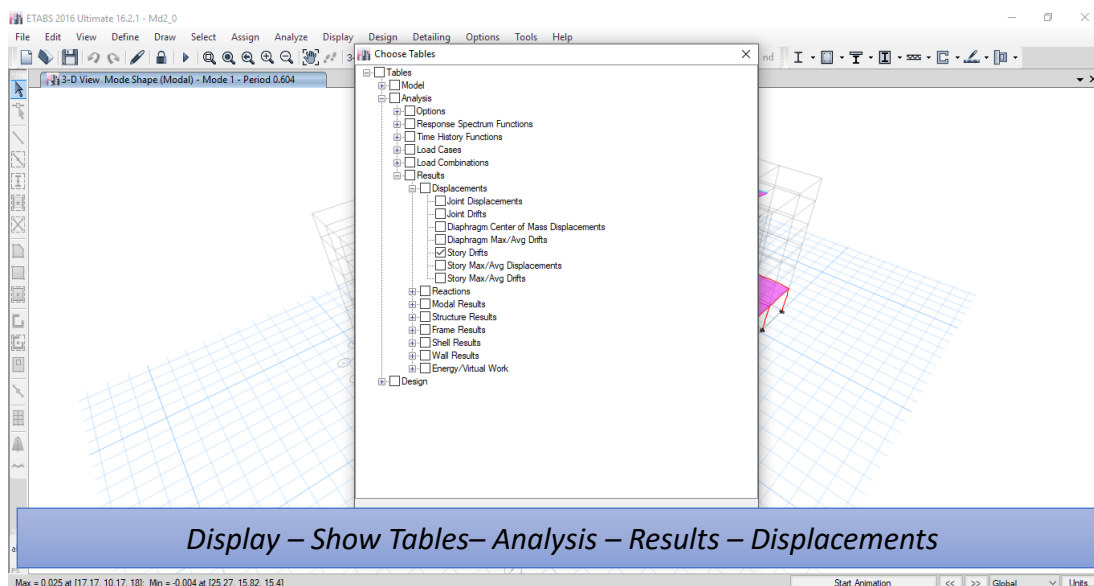 ETABS 2016 Ultimate 16.2.1 - Md2_0
File Edit View Define Draw Select Assign Analyze Display Design Detailing Options Tools Help
Choose Tables
nd
3-D View Mode Shape (Modal) - Mode 1 - Period 0.604
Tables
Model
Analysis
Options
Response Spectrum Functions
Time History Functions
Load Cases
Load Combinations
Results
Displacements
Joint Displacements
Joint Drifts
Diaphragm Center of Mass Displacements
Diaphragm Max/Avg Drifts
Story Drifts
Story Max/Avg Displacements
Story Max/Avg Drifts
Reactions
Modal Results
Structure Results
Frame Results
Shell Results
Wall Results
Energy/Virtual Work
Design
Display – Show Tables– Analysis – Results – Displacements
Max = 0.025 at [17.17, 10.17, 18]; Min = -0.004 at [25.27, 15.82, 15.4] Start Animation << >> Global Units...